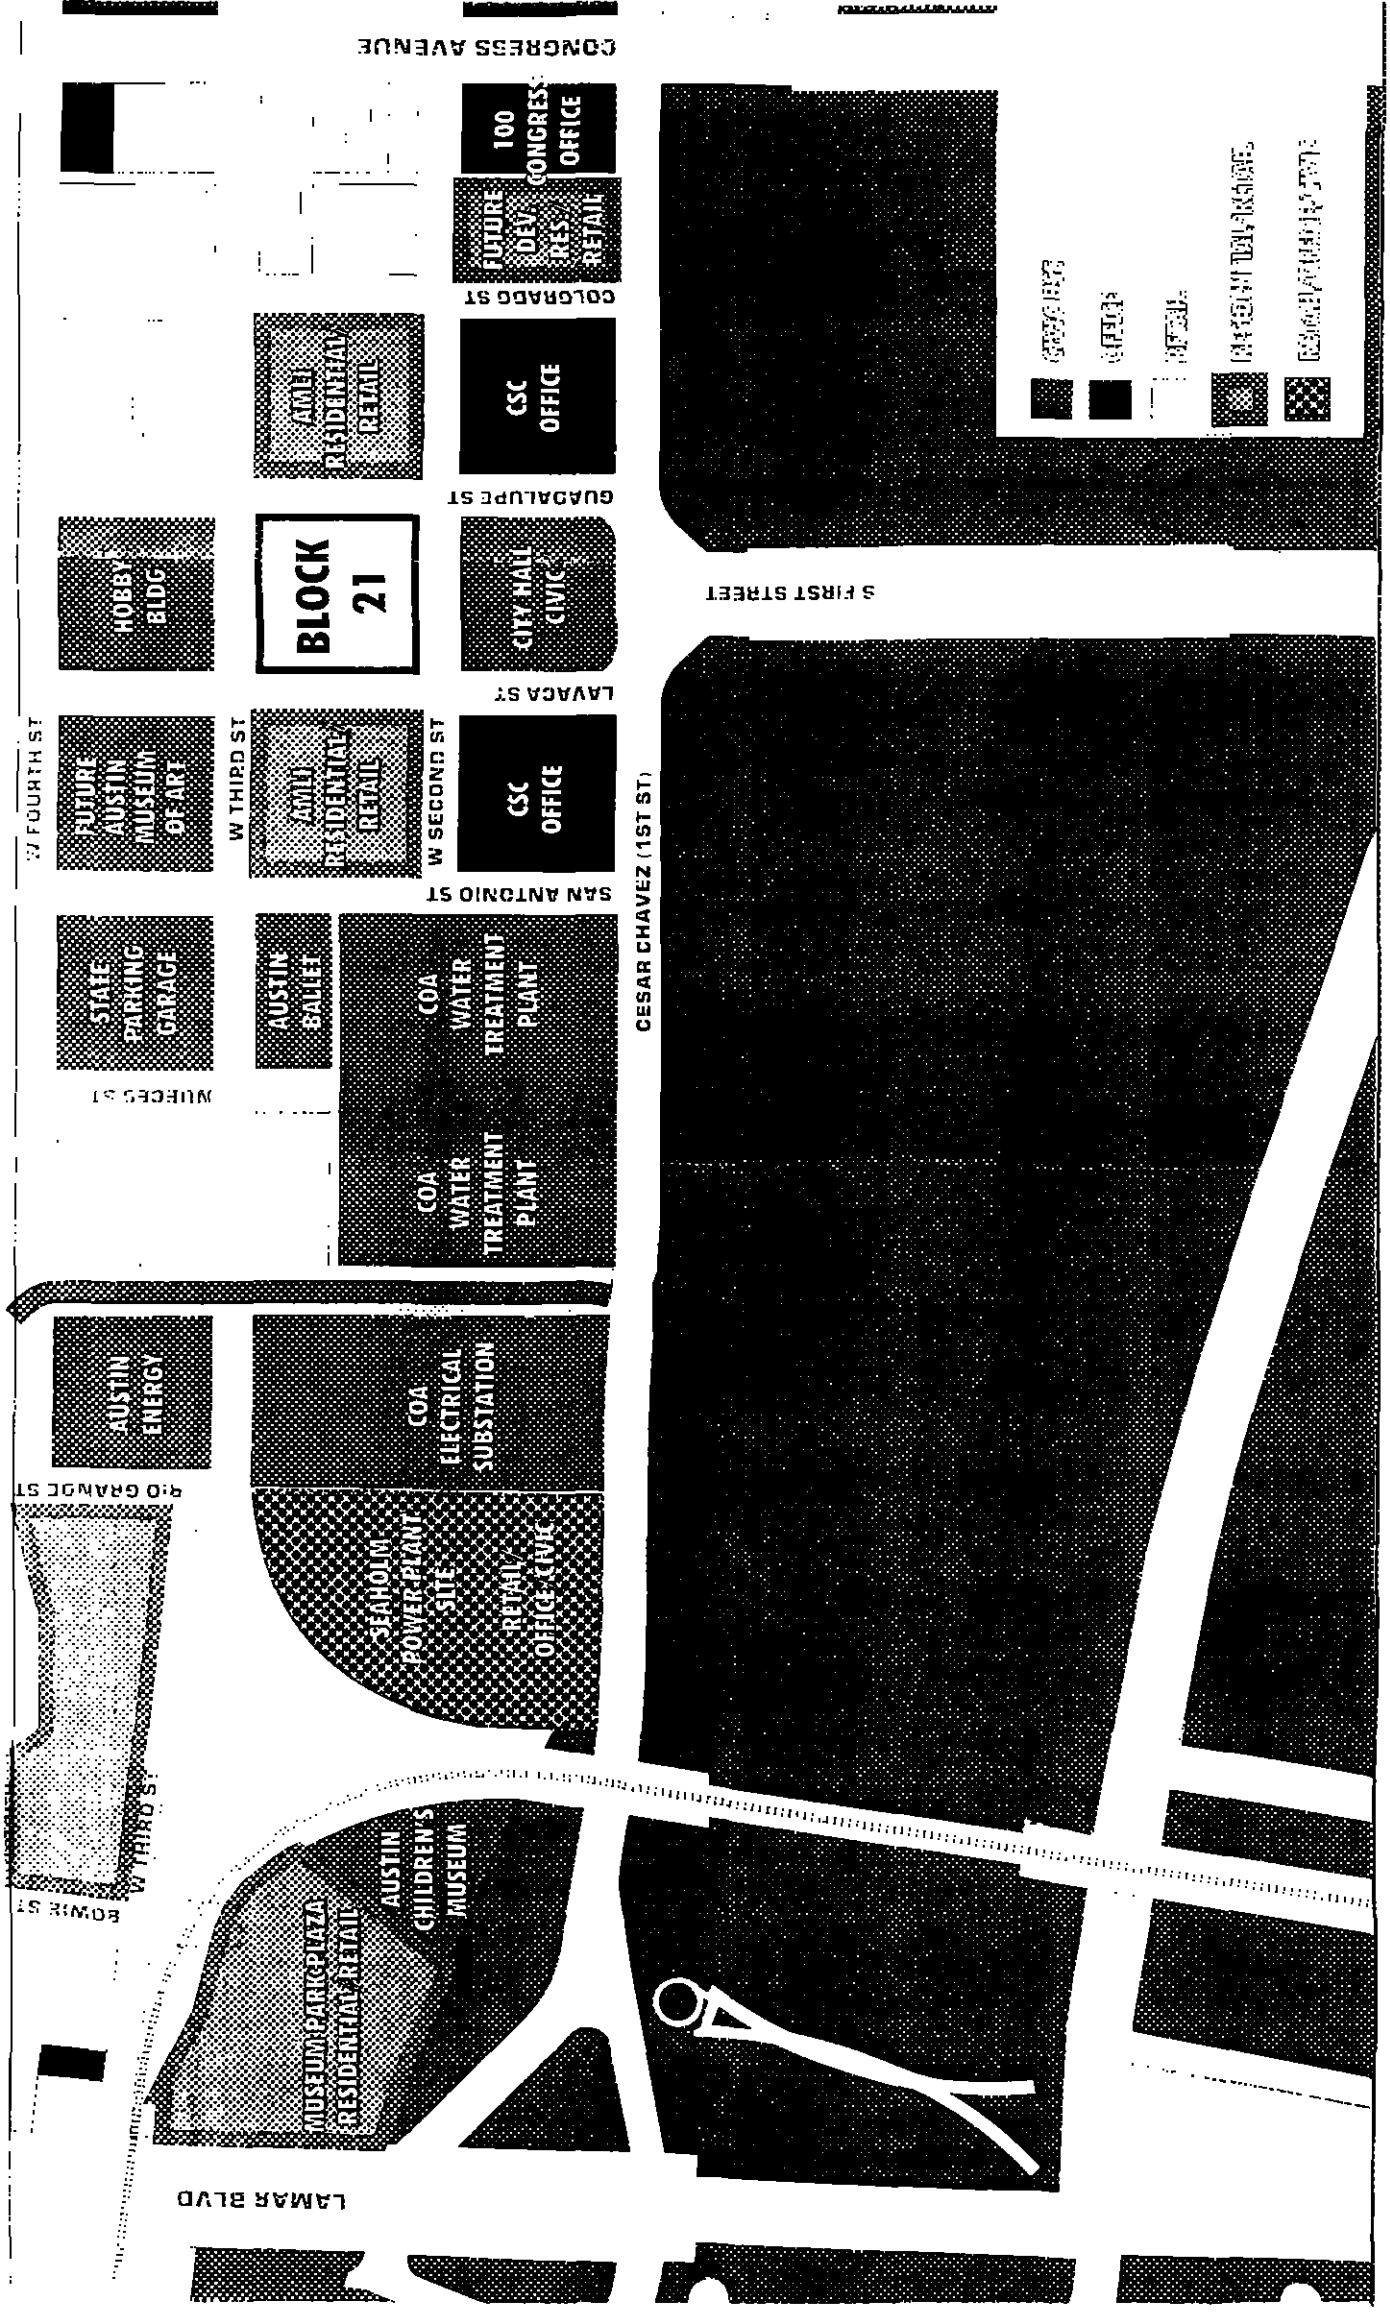 CONGRESS AVENUE
100
CONGRESS
OFFICE
FUTURE
DEV
RES/
RETAIL
COLORADO ST
AMLI
RESIDENTIAL/
RETAIL
CSC
OFFICE
GUADALUPE ST
HOBBY
BLDG
BLOCK
21
CITY HALL
CIVIC
S FIRST STREET
LAVACA ST
W FOURTH ST
FUTURE
AUSTIN
MUSEUM
OF ART
W THIRD ST
AMLI
RESIDENTIAL/
RETAIL
W SECOND ST
CSC
OFFICE
CESAR CHAVEZ (1ST ST)
SAN ANTONIO ST
STATE
PARKING
GARAGE
AUSTIN
BALLET
COA
WATER
TREATMENT
PLANT
NUECES ST
COA
WATER
TREATMENT
PLANT
AUSTIN
ENERGY
COA
ELECTRICAL
SUBSTATION
RIO GRANDE ST
SEAHOLM
POWER PLANT
SITE
RETAIL/
OFFICE/CIVIC
W THIRD ST
BOWIE ST
AUSTIN
CHILDREN'S
MUSEUM
MUSEUM PARK PLAZA
RESIDENTIAL/RETAIL
LAMAR BLVD
OFFICE
RETAIL